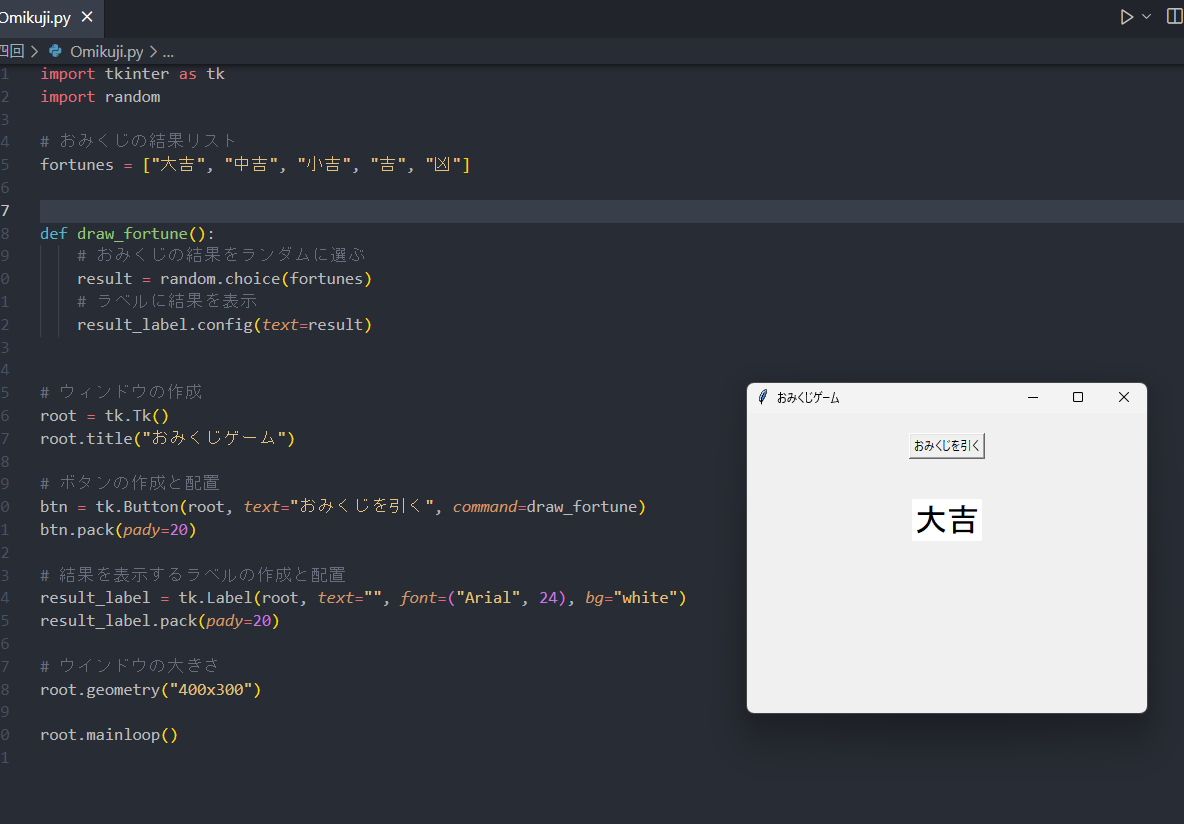 Omikuji.py
四回 > Omikuji.py > ...
1 import tkinter as tk
2 import random
3
4 # おみくじの結果リスト
5 fortunes = ["大吉", "中吉", "小吉", "吉", "凶"]
6
7
8 def draw_fortune():
9 # おみくじの結果をランダムに選ぶ
0 result = random.choice(fortunes)
1 # ラベルに結果を表示
2 result_label.config(text=result)
3
4
5 # ウィンドウの作成
6 root = tk.Tk()
7 root.title("おみくじゲーム")
8
9 # ボタンの作成と配置
0 btn = tk.Button(root, text="おみくじを引く", command=draw_fortune)
1 btn.pack(pady=20)
2
3 # 結果を表示するラベルの作成と配置
4 result_label = tk.Label(root, text="", font=("Arial", 24), bg="white")
5 result_label.pack(pady=20)
6
7 # ウインドウの大きさ
8 root.geometry("400x300")
9
0 root.mainloop()
1
おみくじゲーム
おみくじを引く
大吉